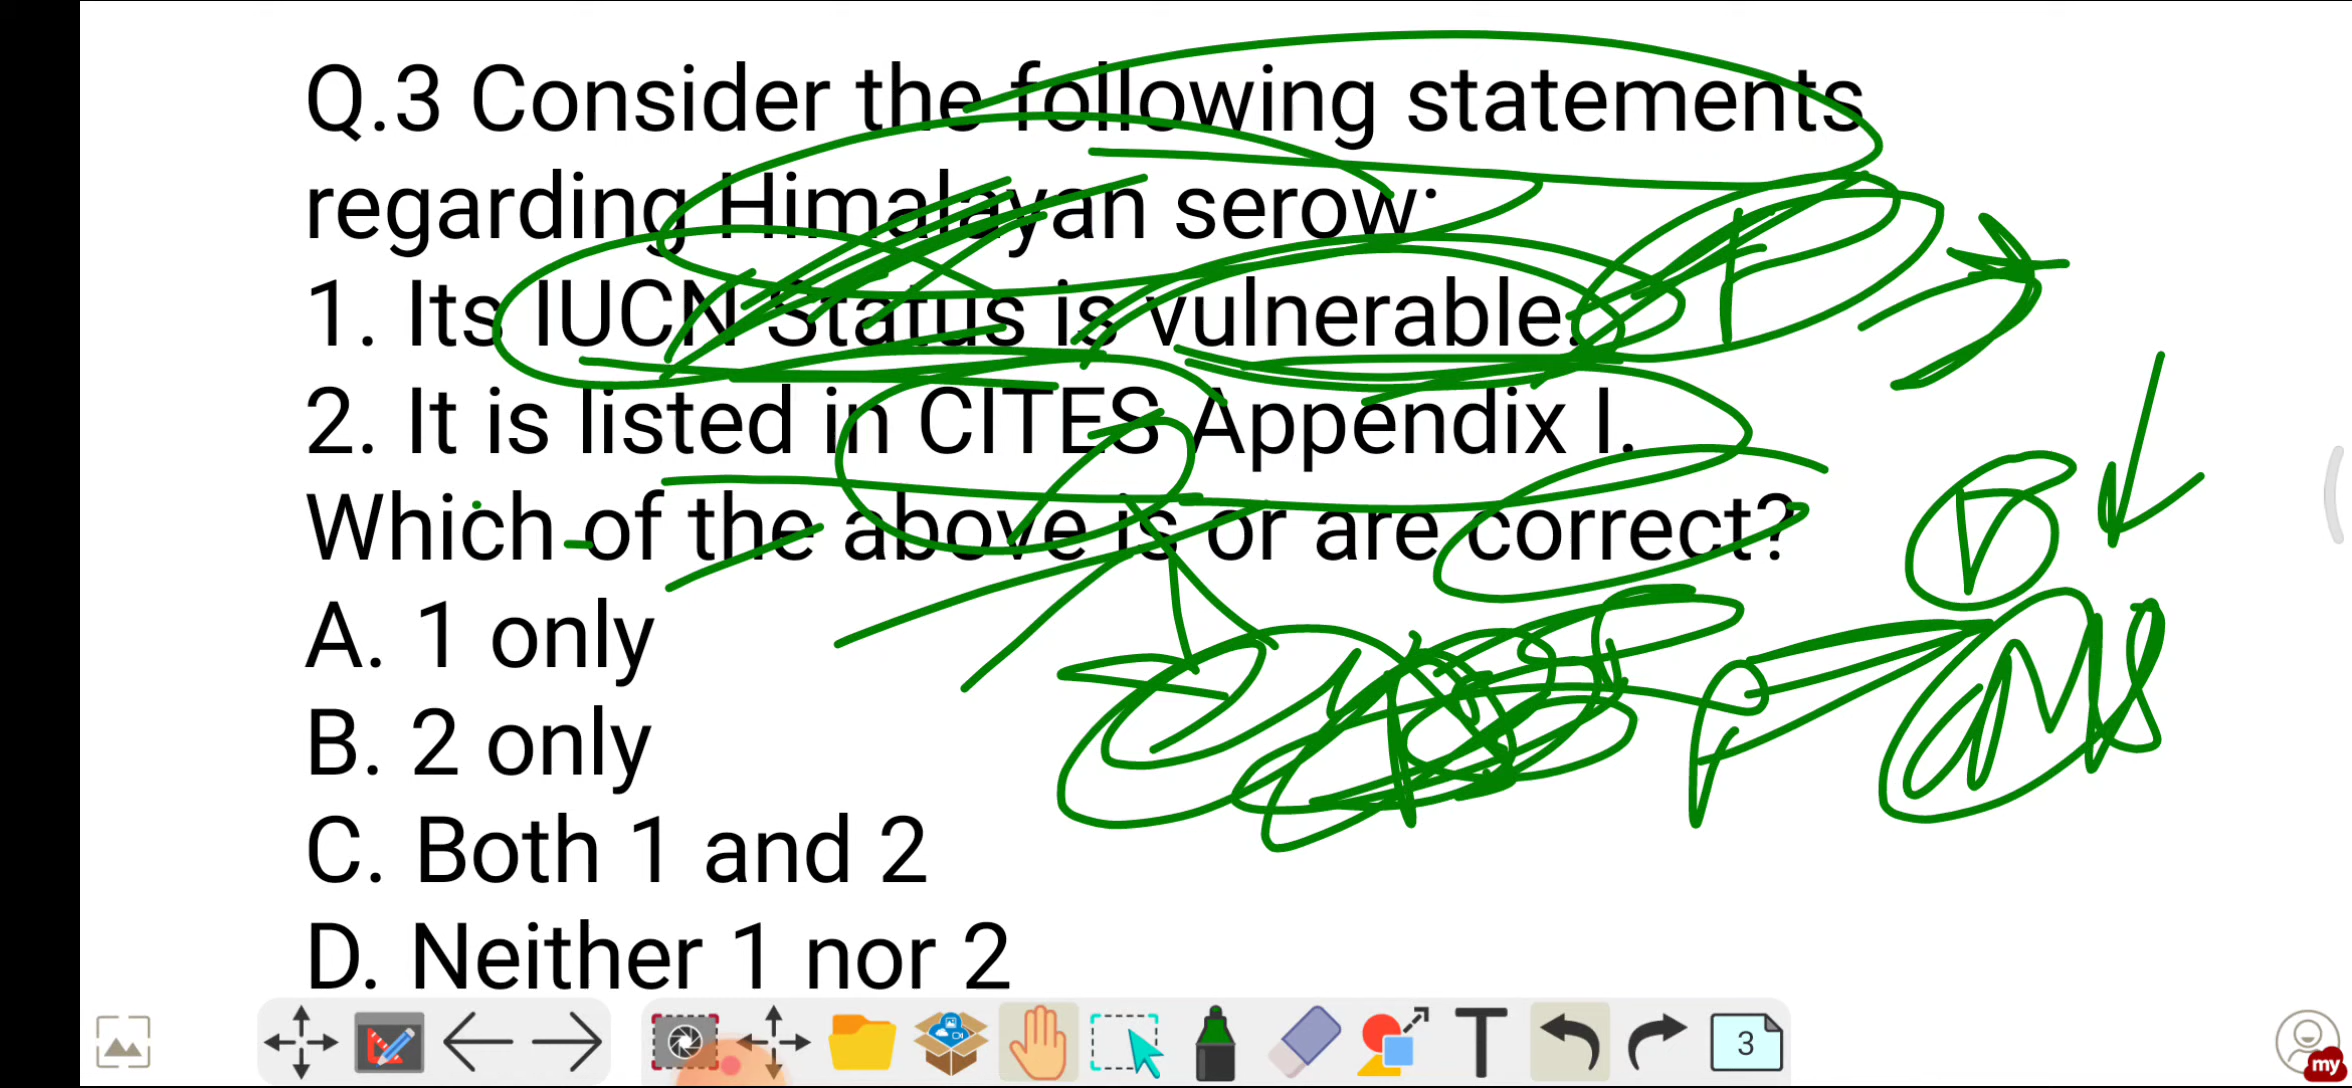 Q.3 Consider the following statements
regarding Himalayan serow:
1. Its IUCN Status is vulnerable.
2. It is listed in CITES Appendix I.
Which of the above is or are correct?
A. 1 only
B. 2 only
C. Both 1 and 2
D. Neither 1 nor 2
T
3
my